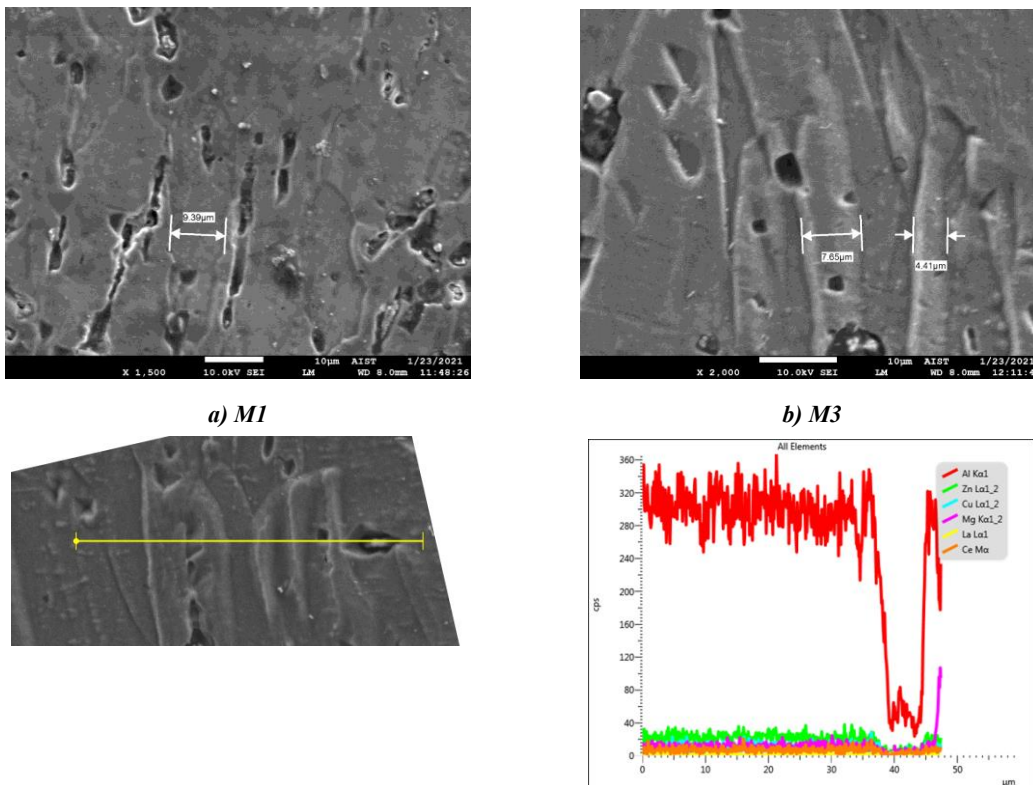 9.39µm
10µm AIST 1/23/2021
X 1,500 10.0kV SEI LM WD 8.0mm 11:48:26
7.65µm
4.41µm
10µm AIST 1/23/2021
X 2,000 10.0kV SEI LM WD 8.0mm 12:11:4
a) M1
b) M3
All Elements
360
320
280
240
200
160
120
80
40
0
cps
Al Kα1
Zn Lα1_2
Cu Lα1_2
Mg Kα1_2
La Lα1
Ce Mα
0 10 20 30 40 50
µm